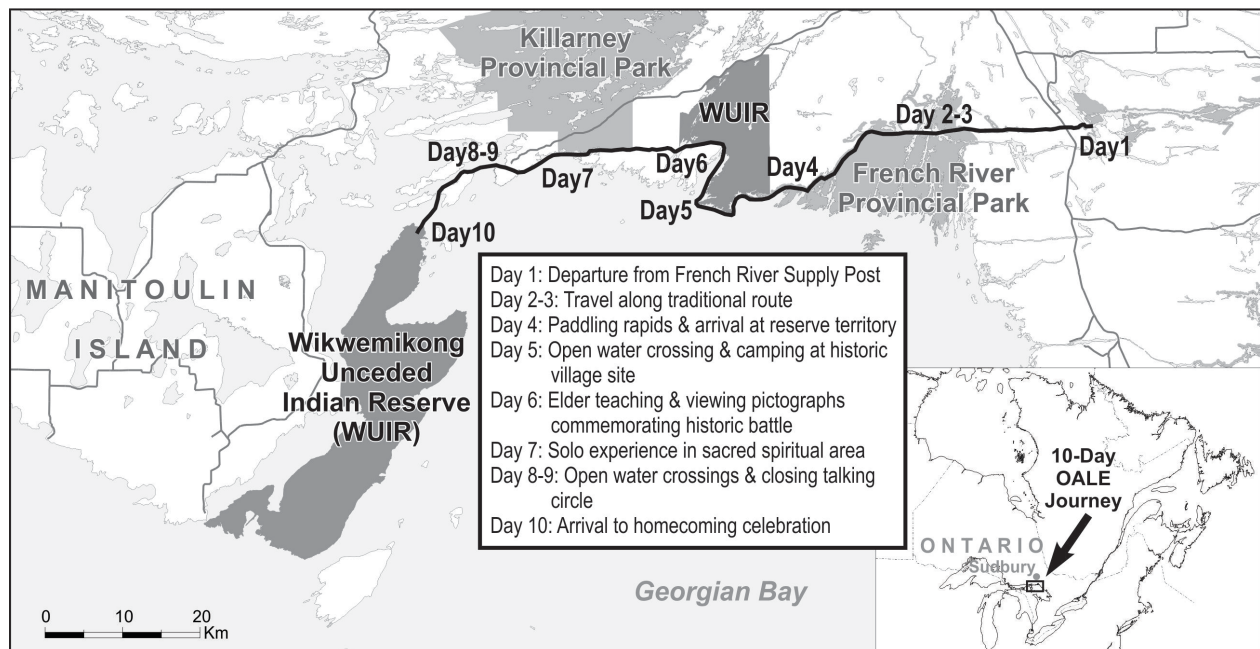 Killarney
Provincial Park
WUIR
Day 2-3
Day1
Day8-9
Day7
Day6
Day4
Day5
French River
Provincial Park
Day10
MANITOULIN
ISLAND
Wikwemikong
Unceded
Indian Reserve
(WUIR)
Day 1: Departure from French River Supply Post
Day 2-3: Travel along traditional route
Day 4: Paddling rapids & arrival at reserve territory
Day 5: Open water crossing & camping at historic
village site
Day 6: Elder teaching & viewing pictographs
commemorating historic battle
Day 7: Solo experience in sacred spiritual area
Day 8-9: Open water crossings & closing talking
circle
Day 10: Arrival to homecoming celebration
10-Day
OALE
Journey
ONTARIO
Sudbury
Georgian Bay
0 10 20
Km